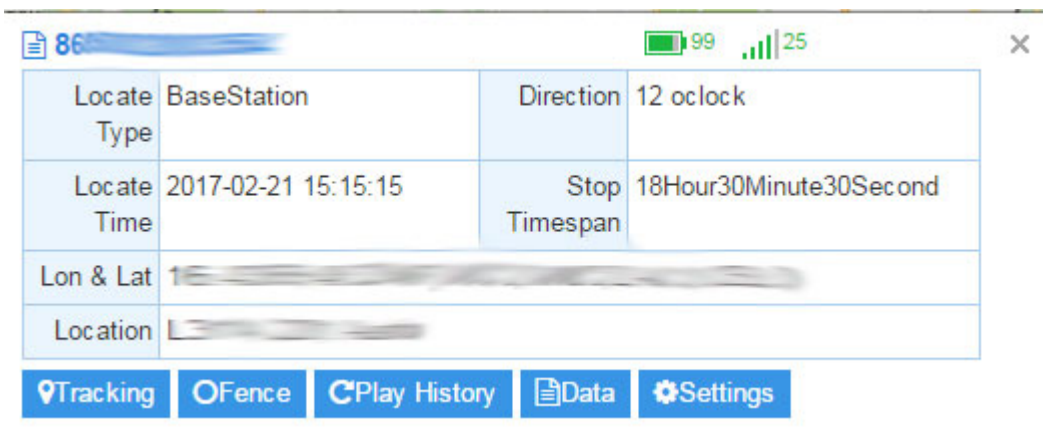 99 25
Locate Type BaseStation Direction 12 oclock
Locate Time 2017-02-21 15:15:15 Stop Timespan 18Hour30Minute30Second
Lon & Lat
Location
Tracking Fence Play History Data Settings